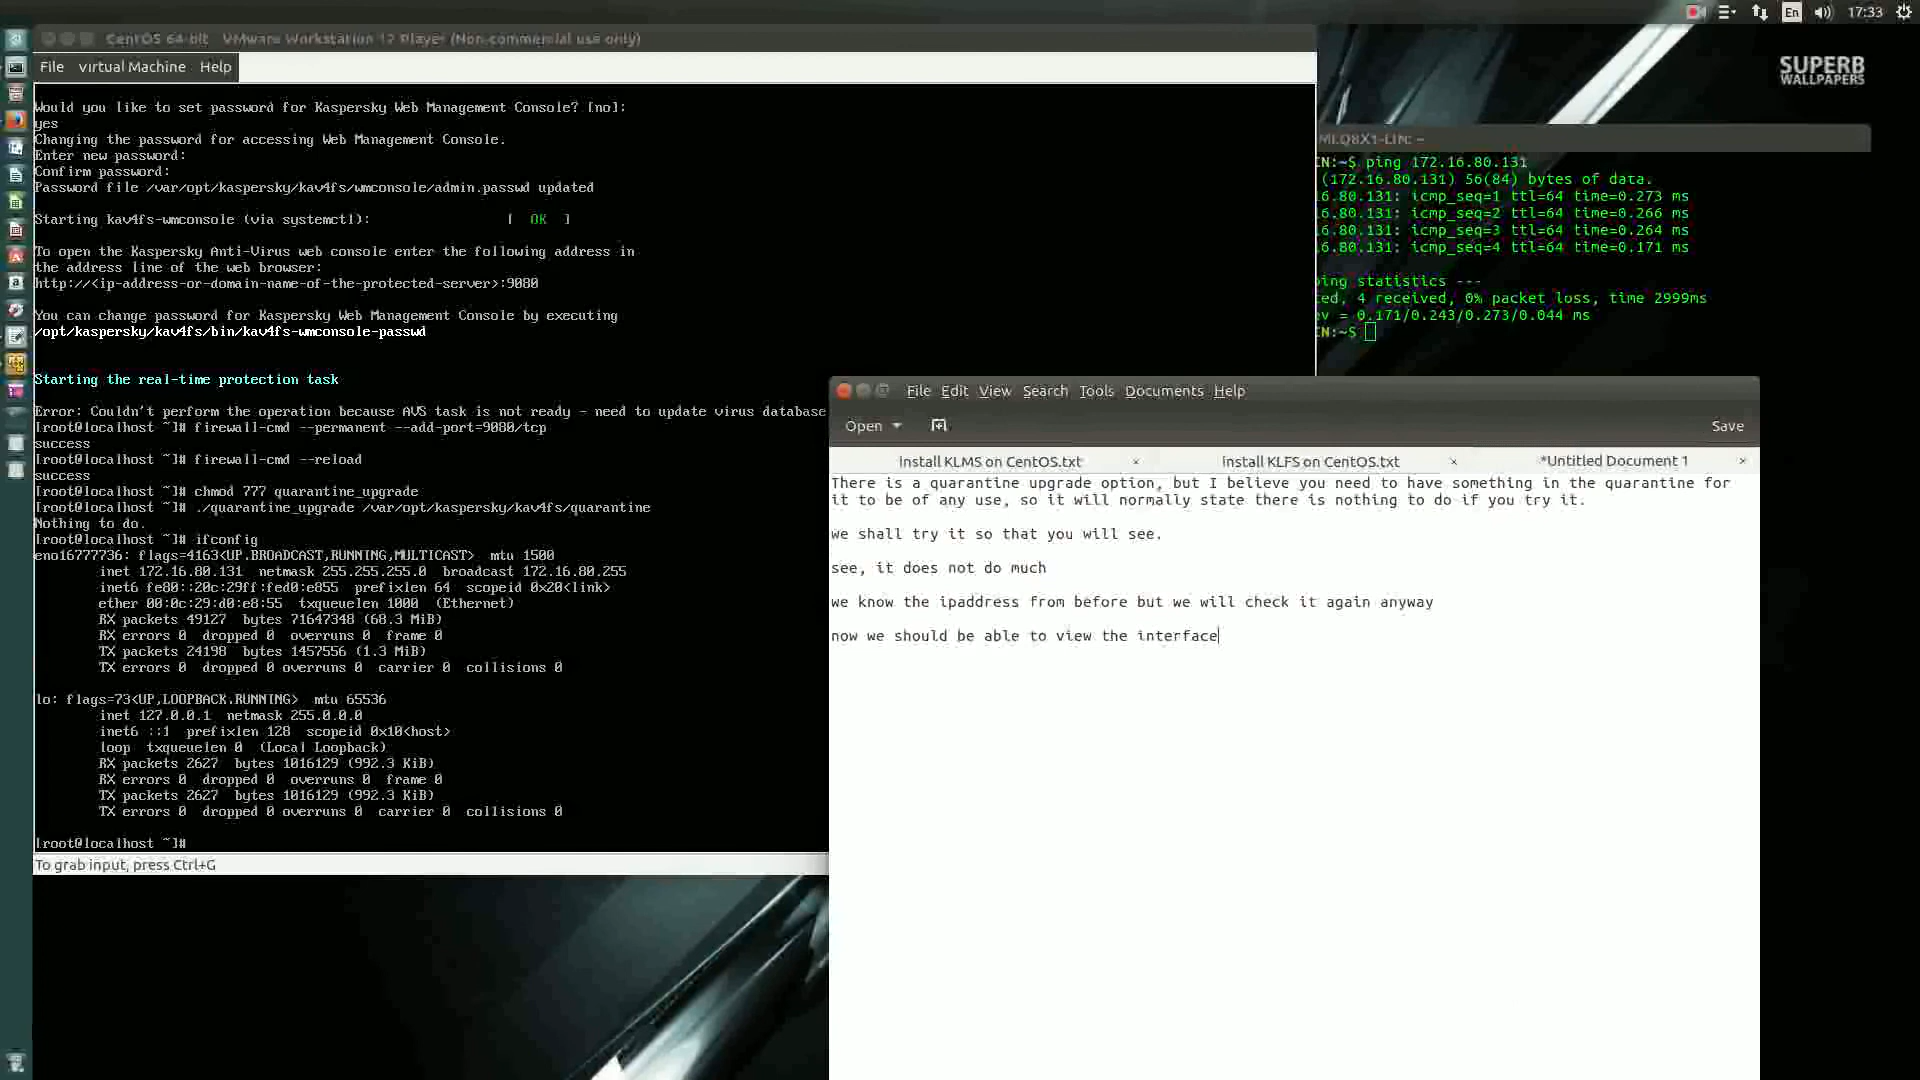 En
17:33
CentOS 64-bit    VMware Workstation 12 Player (Non-commercial use only)
File   Virtual Machine   Help
SUPERB
WALLPAPERS
Would you like to set password for Kaspersky Web Management Console? [no]:
yes
Changing the password for accessing Web Management Console.
Enter new password:
Confirm password:
Password file /var/opt/kaspersky/kav4fs/wmconsole/admin.passwd updated
Starting kav4fs-wmconsole (via systemctl):                 [  OK  ]
To open the Kaspersky Anti-Virus web console enter the following address in
the address line of the web browser:
http://<ip-address-or-domain-name-of-the-protected-server>:9080
You can change password for Kaspersky Web Management Console by executing
/opt/kaspersky/kav4fs/bin/kav4fs-wmconsole-passwd
Starting the real-time protection task
Error: Couldn't perform the operation because AVS task is not ready - need to update virus database
[root@localhost ~]# firewall-cmd --permanent --add-port=9080/tcp
success
[root@localhost ~]# firewall-cmd --reload
success
[root@localhost ~]# chmod 777 quarantine_upgrade
[root@localhost ~]# ./quarantine_upgrade /var/opt/kaspersky/kav4fs/quarantine
Nothing to do.
[root@localhost ~]# ifconfig
eno16777736: flags=4163<UP,BROADCAST,RUNNING,MULTICAST>  mtu 1500
inet 172.16.80.131  netmask 255.255.255.0  broadcast 172.16.80.255
inet6 fe80::20c:29ff:fed0:e855  prefixlen 64  scopeid 0x20<link>
ether 00:0c:29:d0:e8:55  txqueuelen 1000  (Ethernet)
RX packets 49127  bytes 71647348 (68.3 MiB)
RX errors 0  dropped 0  overruns 0  frame 0
TX packets 24198  bytes 1457556 (1.3 MiB)
TX errors 0  dropped 0 overruns 0  carrier 0  collisions 0
lo: flags=73<UP,LOOPBACK,RUNNING>  mtu 65536
inet 127.0.0.1  netmask 255.0.0.0
inet6 ::1  prefixlen 128  scopeid 0x10<host>
loop  txqueuelen 0  (Local Loopback)
RX packets 2627  bytes 1016129 (992.3 KiB)
RX errors 0  dropped 0  overruns 0  frame 0
TX packets 2627  bytes 1016129 (992.3 KiB)
TX errors 0  dropped 0 overruns 0  carrier 0  collisions 0
[root@localhost ~]#
To grab input, press Ctrl+G
MLQ8X1-LIN: ~
IN:~$ ping 172.16.80.131
(172.16.80.131) 56(84) bytes of data.
16.80.131: icmp_seq=1 ttl=64 time=0.273 ms
16.80.131: icmp_seq=2 ttl=64 time=0.266 ms
16.80.131: icmp_seq=3 ttl=64 time=0.264 ms
16.80.131: icmp_seq=4 ttl=64 time=0.171 ms
ping statistics ---
ted, 4 received, 0% packet loss, time 2999ms
ev = 0.171/0.243/0.273/0.044 ms
IN:~$
File  Edit  View  Search  Tools  Documents  Help
Open
Save
Install KLMS on CentOS.txt  ×  Install KLFS on CentOS.txt  ×  *Untitled Document 1  ×
There is a quarantine upgrade option, but I believe you need to have something in the quarantine for
it to be of any use, so it will normally state there is nothing to do if you try it.
we shall try it so that you will see.
see, it does not do much
we know the ipaddress from before but we will check it again anyway
now we should be able to view the interface